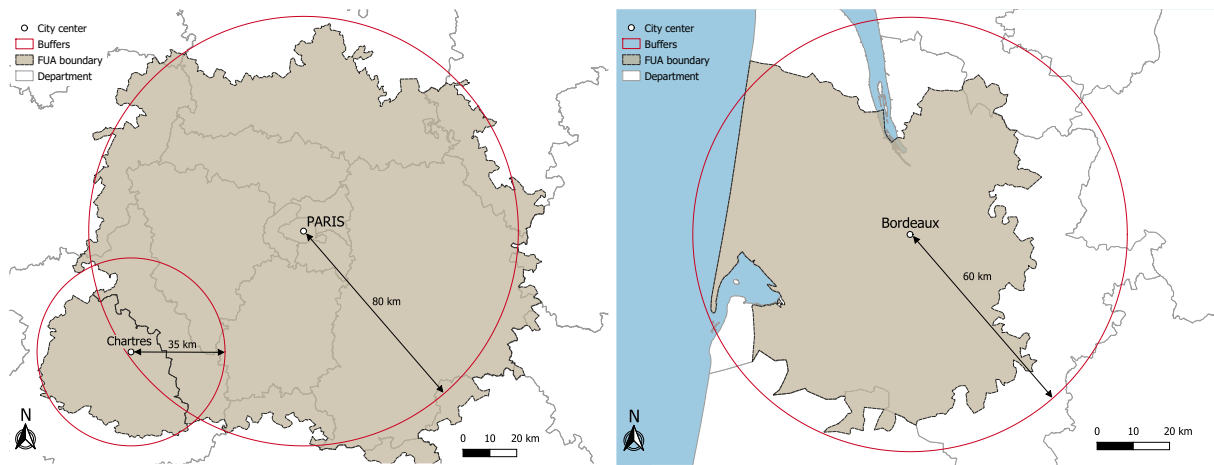 City center
Buffers
FUA boundary
Department
PARIS
80 km
Chartres
35 km
N
0 10 20 km
City center
Buffers
FUA boundary
Department
Bordeaux
60 km
N
0 10 20 km